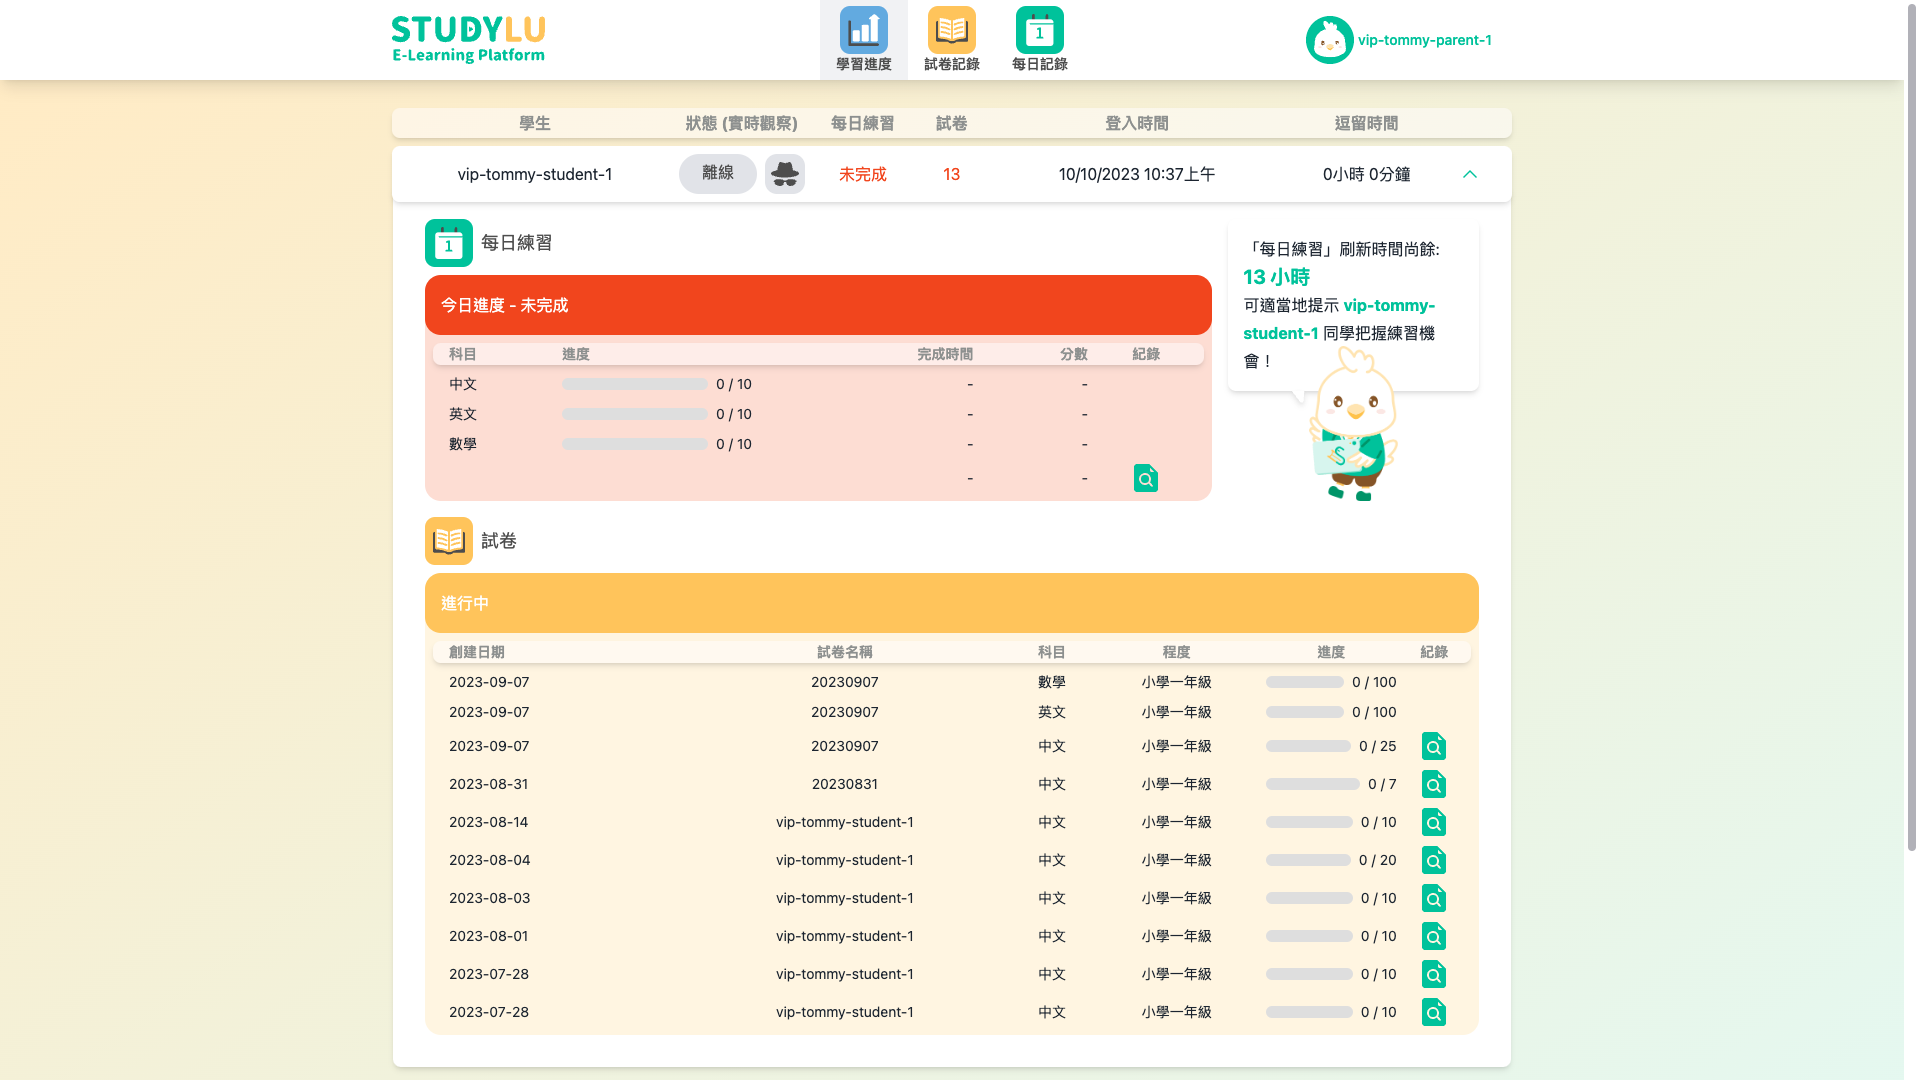 STUDYLU
E-Learning Platform
學習進度
試卷記錄
1
每日記錄
vip-tommy-parent-1
學生 狀態 (實時觀察) 每日練習 試卷 登入時間 逗留時間
vip-tommy-student-1 離線 未完成 13 10/10/2023 10:37上午 0小時 0分鐘
1 每日練習
今日進度 - 未完成
科目 進度 完成時間 分數 紀錄
中文 0 / 10 - -
英文 0 / 10 - -
數學 0 / 10 - -
- -
「每日練習」刷新時間尚餘:
13 小時
可適當地提示 vip-tommy-
student-1 同學把握練習機
會！
S
試卷
進行中
創建日期 試卷名稱 科目 程度 進度 紀錄
2023-09-07 20230907 數學 小學一年級 0 / 100
2023-09-07 20230907 英文 小學一年級 0 / 100
2023-09-07 20230907 中文 小學一年級 0 / 25
2023-08-31 20230831 中文 小學一年級 0 / 7
2023-08-14 vip-tommy-student-1 中文 小學一年級 0 / 10
2023-08-04 vip-tommy-student-1 中文 小學一年級 0 / 20
2023-08-03 vip-tommy-student-1 中文 小學一年級 0 / 10
2023-08-01 vip-tommy-student-1 中文 小學一年級 0 / 10
2023-07-28 vip-tommy-student-1 中文 小學一年級 0 / 10
2023-07-28 vip-tommy-student-1 中文 小學一年級 0 / 10